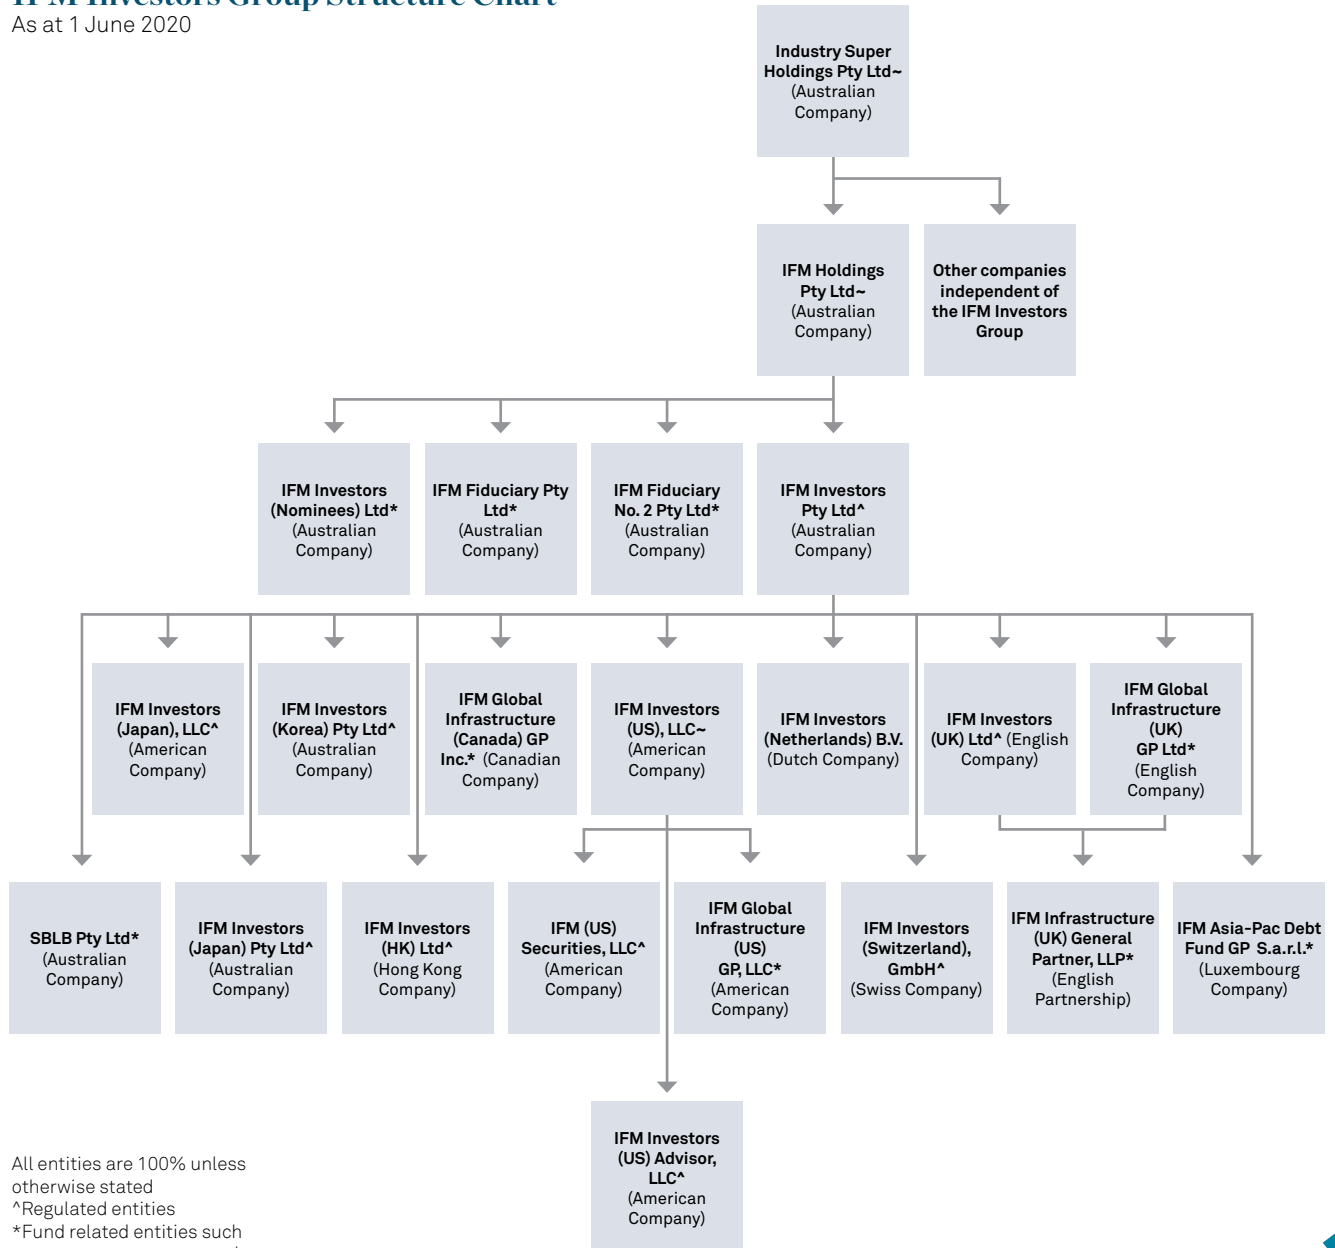 IFM Investors Group Structure Chart
As at 1 June 2020
Industry Super
Holdings Pty Ltd~
(Australian
Company)
IFM Holdings
Pty Ltd~
(Australian
Company)
Other companies
independent of
the IFM Investors
Group
IFM Investors
(Nominees) Ltd*
(Australian
Company)
IFM Fiduciary Pty
Ltd*
(Australian
Company)
IFM Fiduciary
No. 2 Pty Ltd*
(Australian
Company)
IFM Investors
Pty Ltd^
(Australian
Company)
IFM Investors
(Japan), LLC^
(American
Company)
IFM Investors
(Korea) Pty Ltd^
(Australian
Company)
IFM Global
Infrastructure
(Canada) GP
Inc.* (Canadian
Company)
IFM Investors
(US), LLC~
(American
Company)
IFM Investors
(Netherlands) B.V.
(Dutch Company)
IFM Investors
(UK) Ltd^ (English
Company)
IFM Global
Infrastructure
(UK)
GP Ltd*
(English
Company)
SBLB Pty Ltd*
(Australian
Company)
IFM Investors
(Japan) Pty Ltd^
(Australian
Company)
IFM Investors
(HK) Ltd^
(Hong Kong
Company)
IFM (US)
Securities, LLC^
(American
Company)
IFM Global
Infrastructure
(US)
GP, LLC*
(American
Company)
IFM Investors
(Switzerland),
GmbH^
(Swiss Company)
IFM Infrastructure
(UK) General
Partner, LLP*
(English
Partnership)
IFM Asia-Pac Debt
Fund GP S.a.r.l.*
(Luxembourg
Company)
IFM Investors
(US) Advisor,
LLC^
(American
Company)
All entities are 100% unless
otherwise stated
^Regulated entities
*Fund related entities such